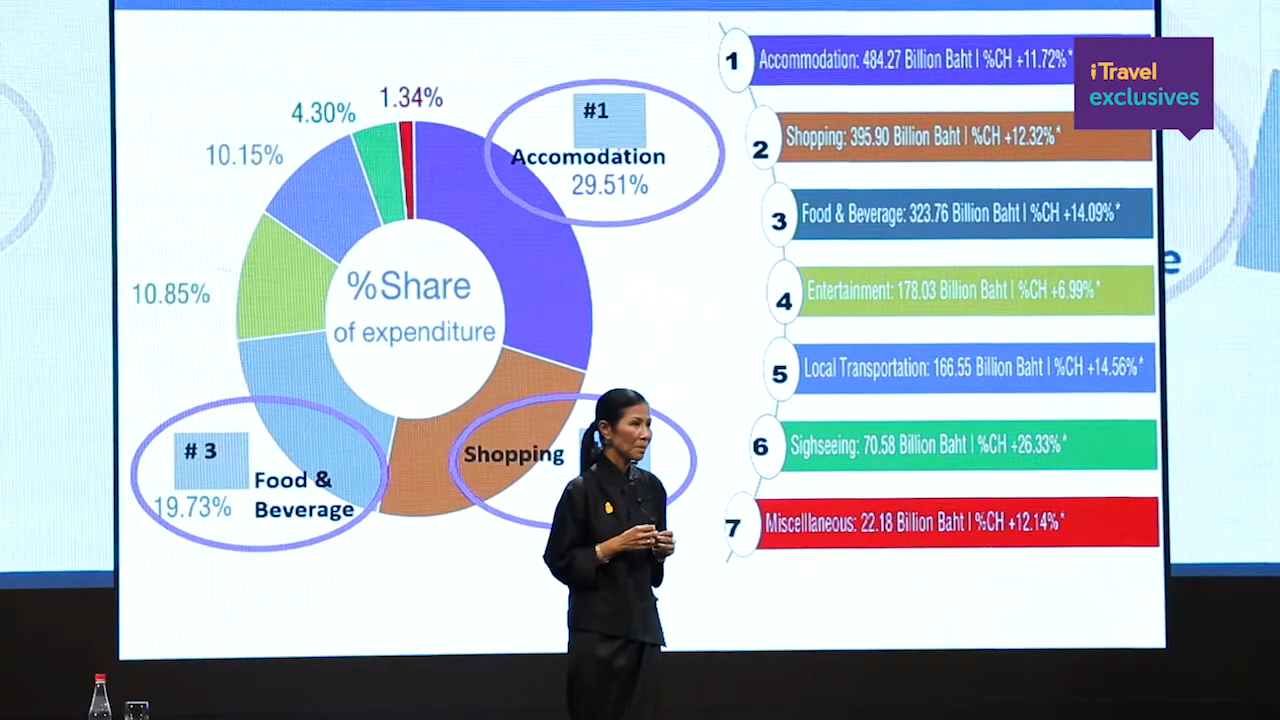 4.30%
1.34%
10.15%
10.85%
#1
Accomodation
29.51%
%Share
of expenditure
# 3
Food &
19.73%
Beverage
Shopping
1
Accommodation: 484.27 Billion Baht | %CH +11.72%*
2
Shopping: 395.90 Billion Baht | %CH +12.32%*
3
Food & Beverage: 323.76 Billion Baht | %CH +14.09%*
4
Entertainment: 178.03 Billion Baht | %CH +6.99%*
5
Local Transportation: 166.55 Billion Baht | %CH +14.56%*
6
Sighseeing: 70.58 Billion Baht | %CH +26.33%*
7
Miscellaneous: 22.18 Billion Baht | %CH +12.14%*
iTravel
exclusives
e